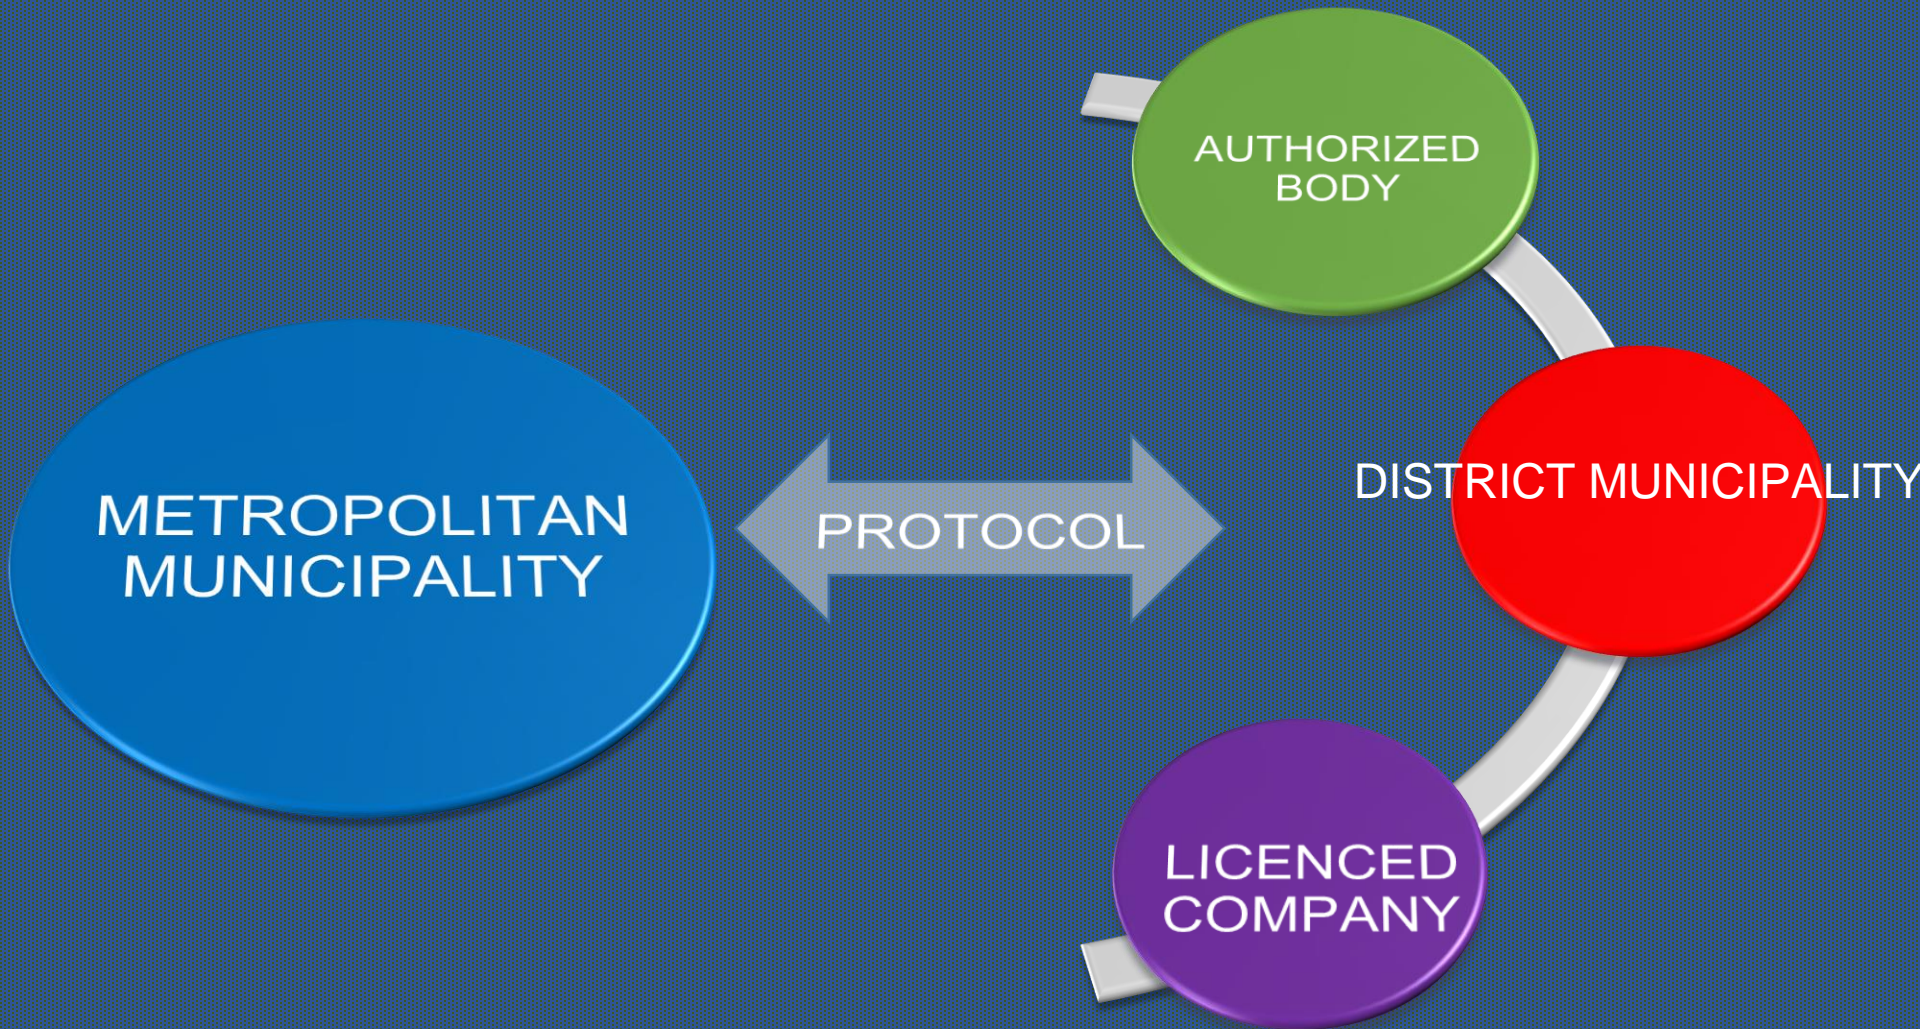 AUTHORIZED
BODY
METROPOLITAN
MUNICIPALITY
PROTOCOL
DISTRICT MUNICIPALITY
LICENCED
COMPANY